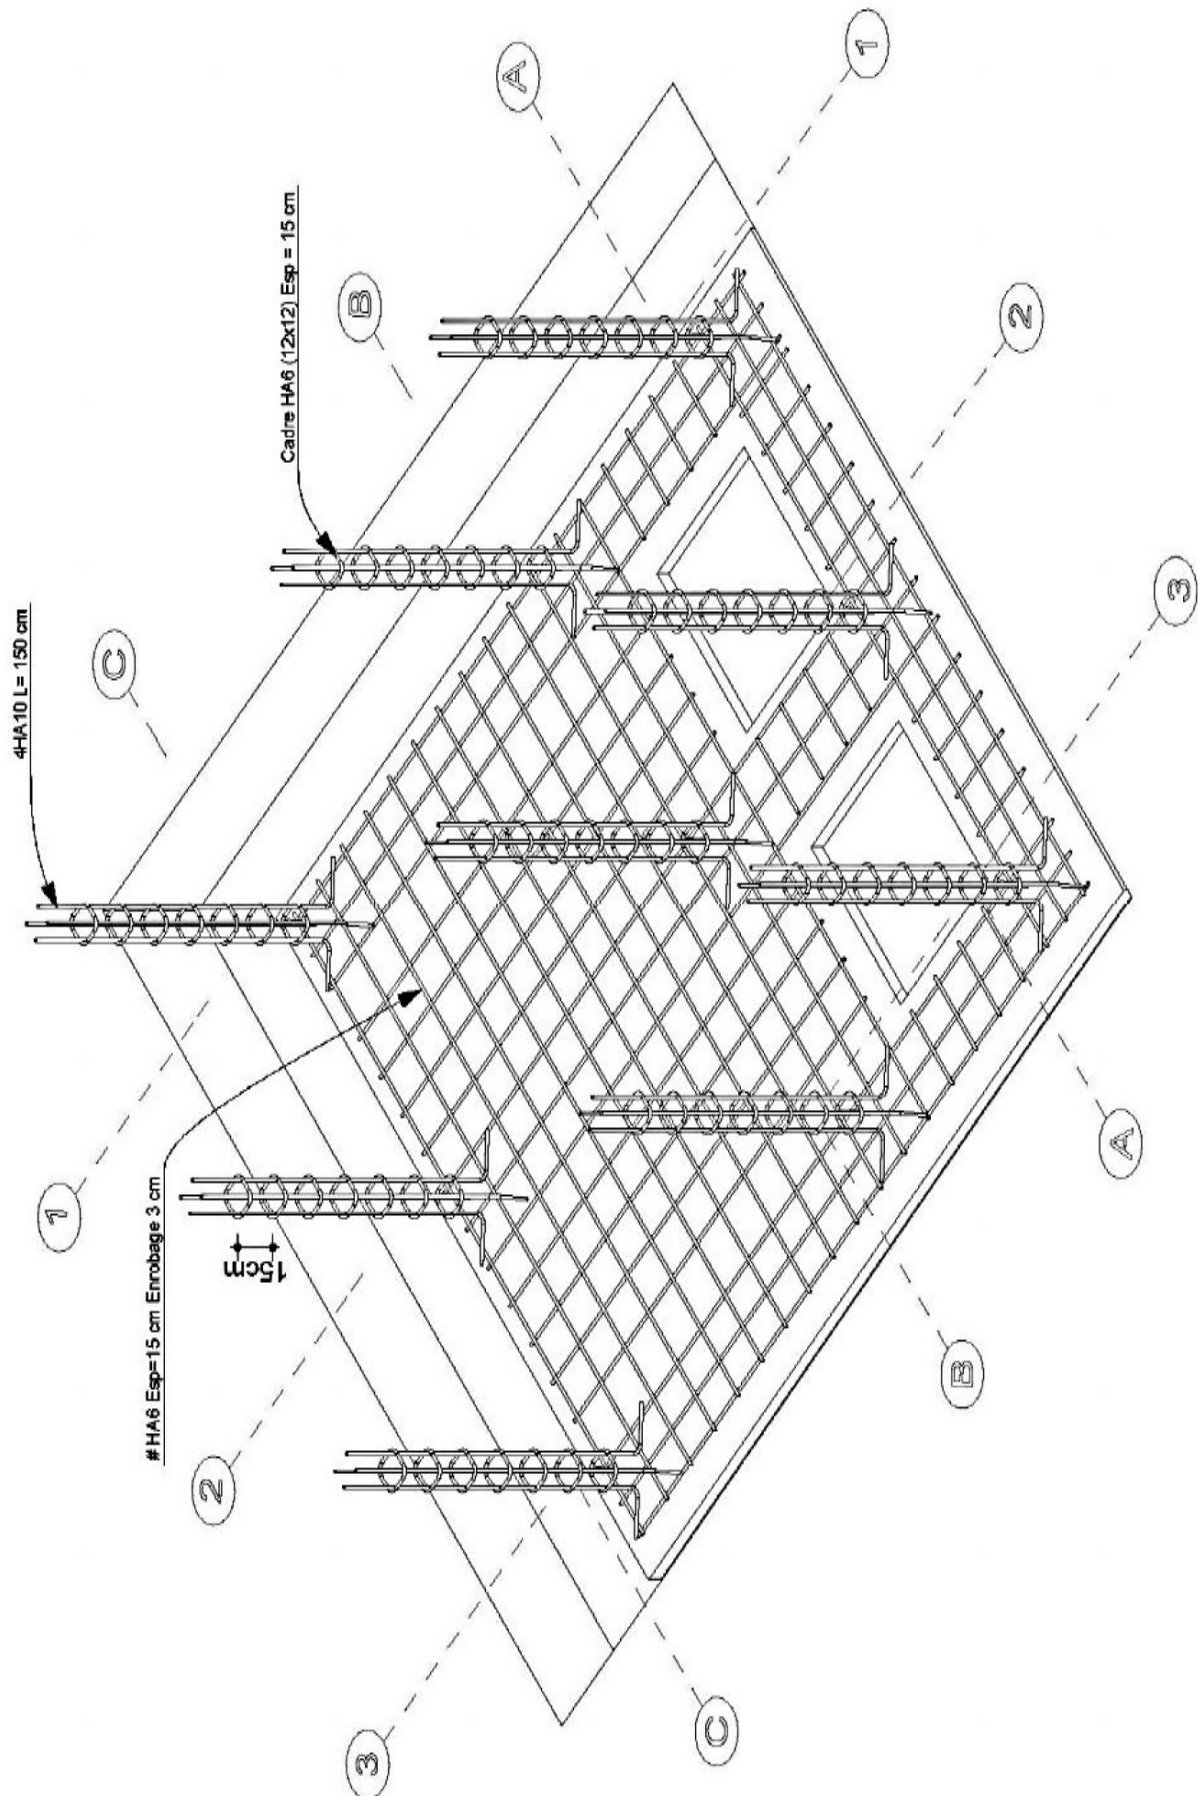 4HA10 L= 150 cm
Cadre HA6 (12x12) Esp = 15 cm
#HA6 Esp=15 cm Enrobage 3 cm
15cm
1
2
3
C
B
A
1
2
3
A
B
C